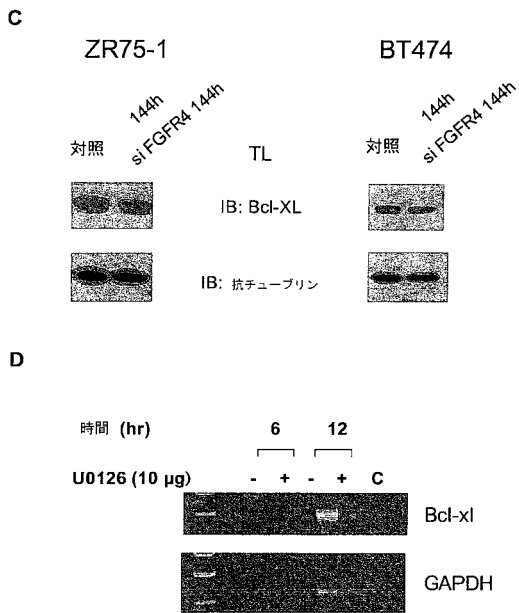 C
ZR75-1
BT474
対照
144h
si FGFR4 144h
TL
対照
144h
si FGFR4 144h
IB: Bcl-XL
IB: 抗チューブリン
D
時間 (hr)
6
12
U0126 (10 µg)
- + - + C
Bcl-xl
GAPDH